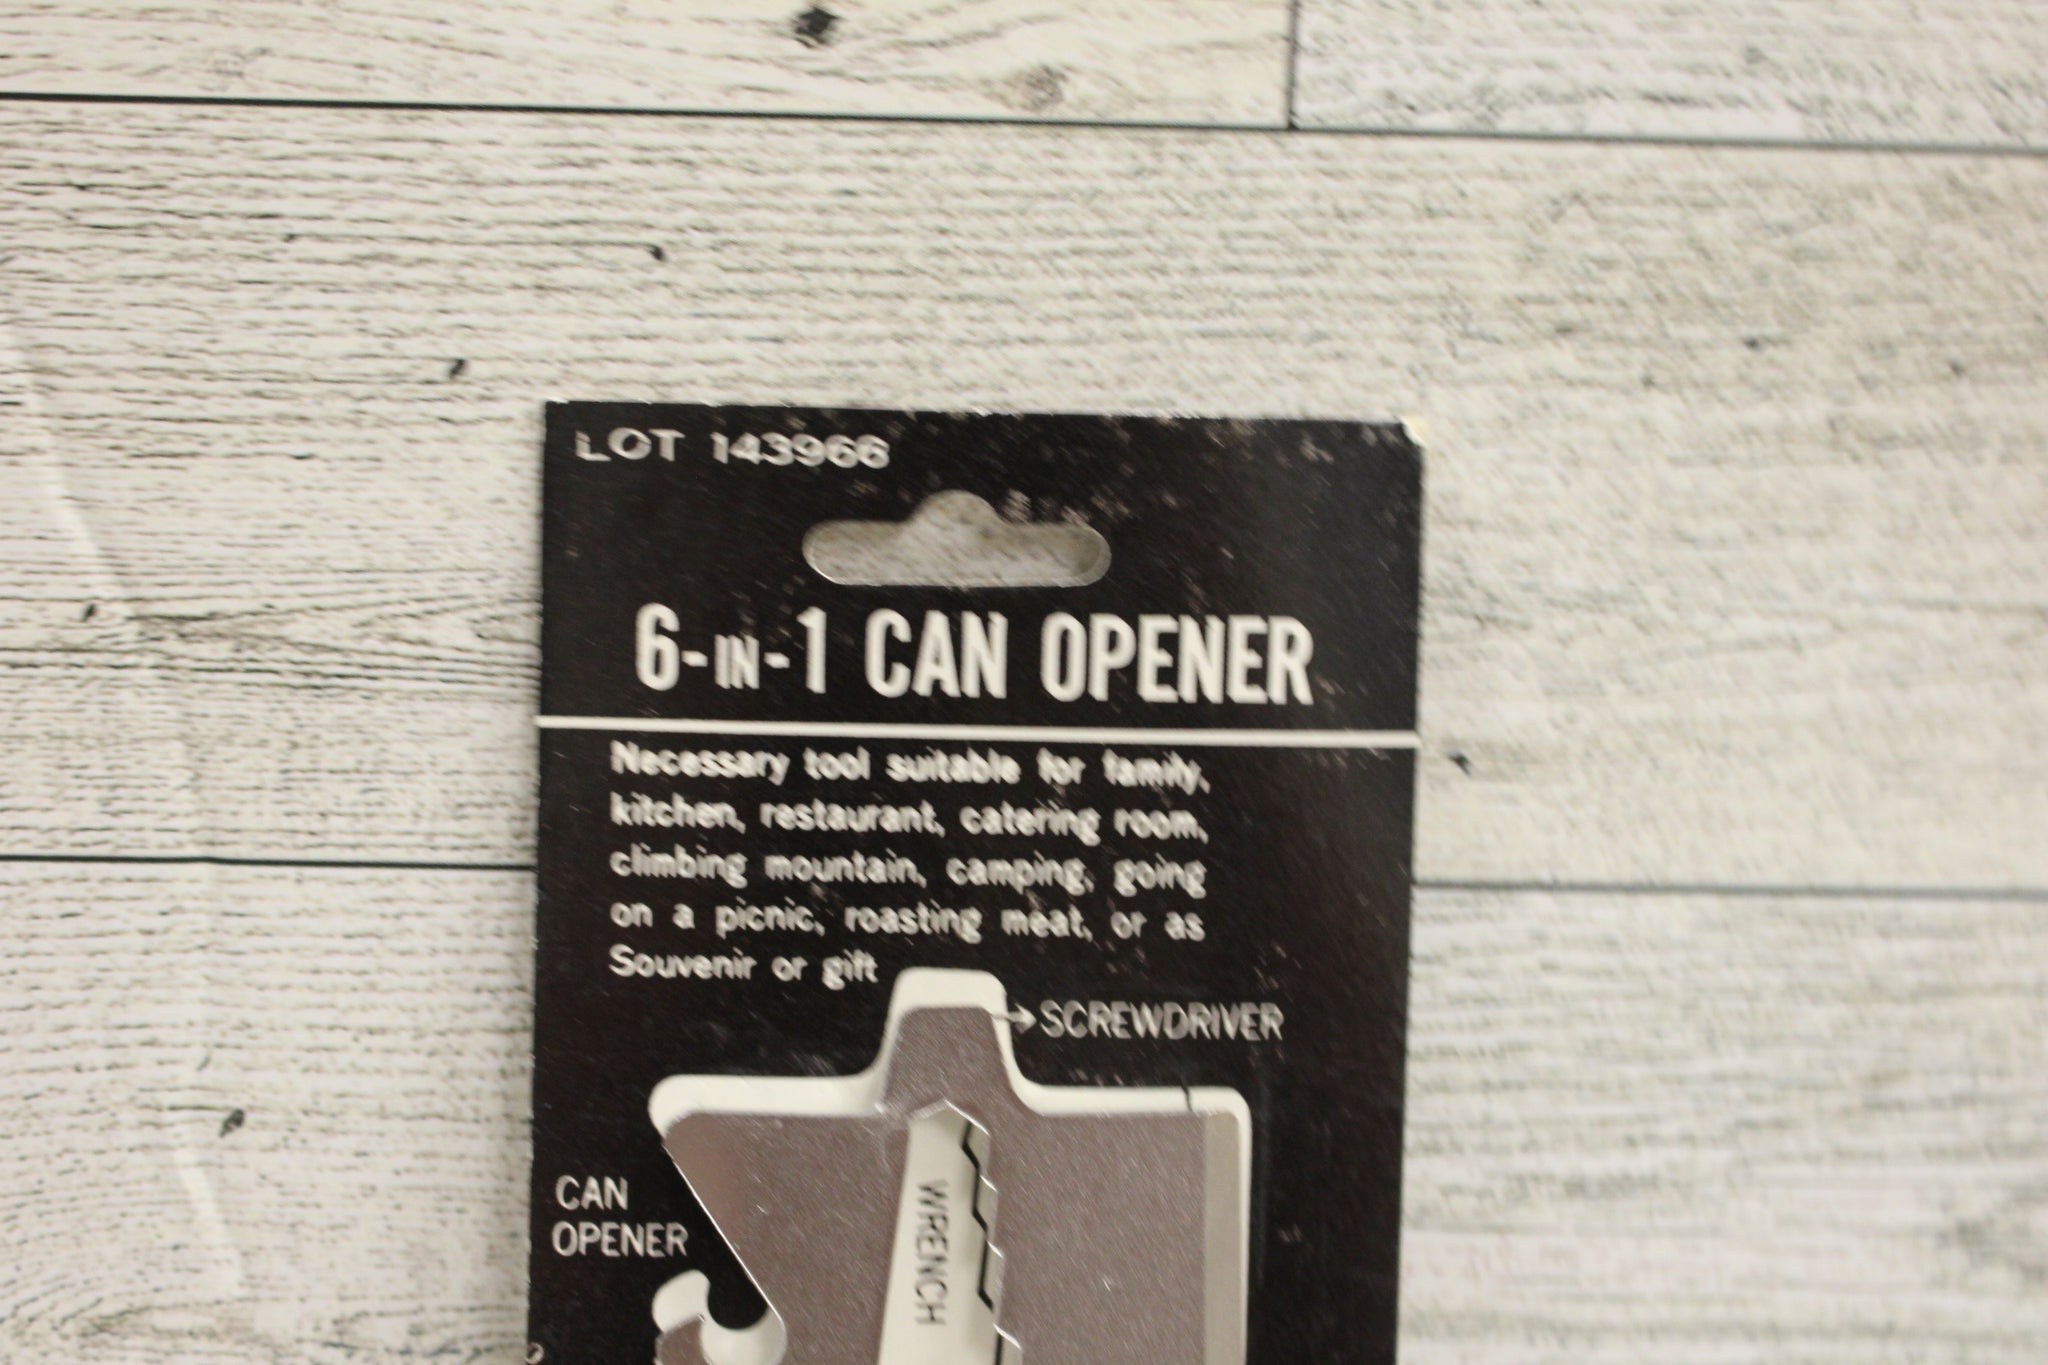 LOT 143966
6-IN-1 CAN OPENER
Necessary tool suitable for family,
kitchen, restaurant, catering room,
climbing mountain, camping, going
on a picnic, roasting meat, or as
Souvenir or gift
SCREWDRIVER
CAN
OPENER
WRENCH